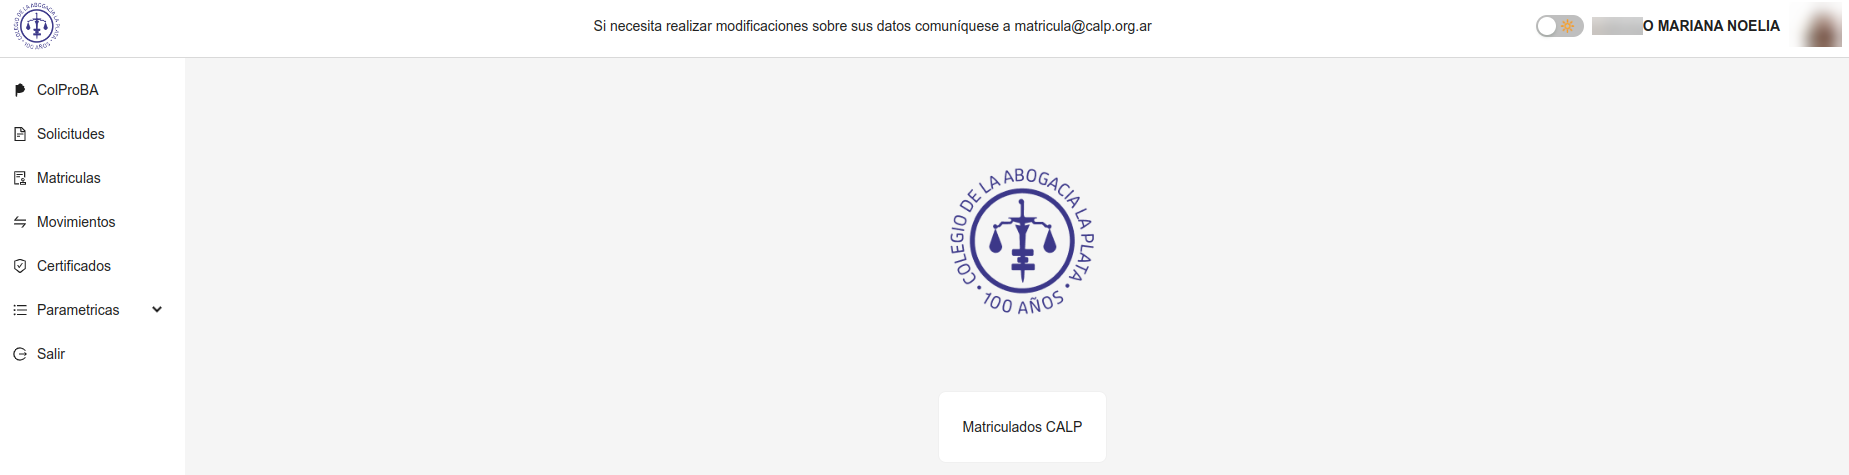 COLEGIO DE LA ABOGACIA LA PLATA · 100 AÑOS ·
Si necesita realizar modificaciones sobre sus datos comuníquese a matricula@calp.org.ar
O MARIANA NOELIA
ColProBA
Solicitudes
Matriculas
Movimientos
Certificados
Parametricas
Salir
COLEGIO DE LA ABOGACIA LA PLATA
· 100 AÑOS ·
Matriculados CALP